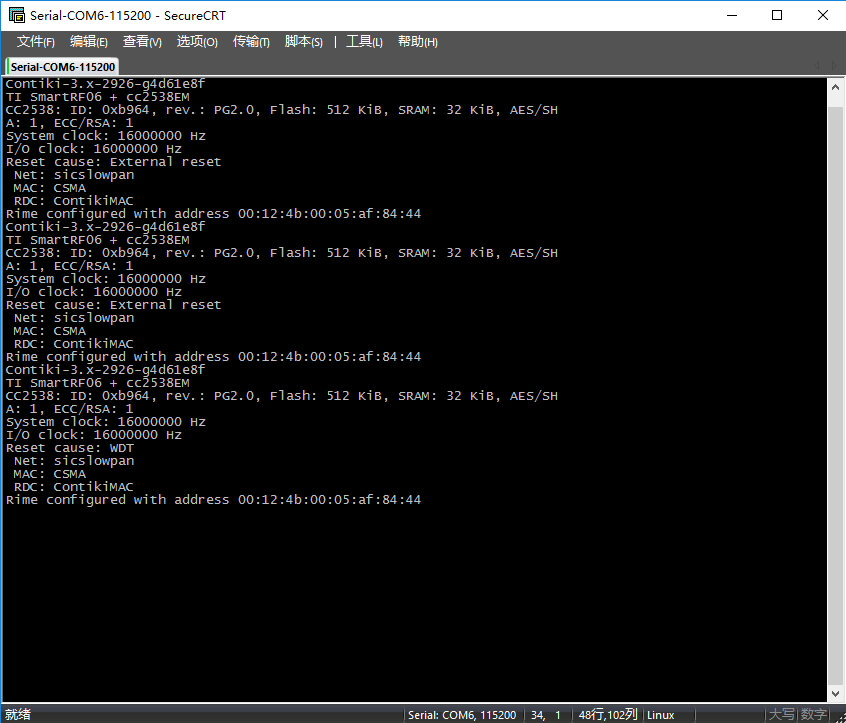 Serial-COM6-115200 - SecureCRT
文件(F) 编辑(E) 查看(V) 选项(O) 传输(T) 脚本(S) | 工具(L) 帮助(H)
Serial-COM6-115200
Contiki-3.x-2926-g4d61e8f
TI SmartRF06 + cc2538EM
CC2538: ID: 0xb964, rev.: PG2.0, Flash: 512 KiB, SRAM: 32 KiB, AES/SH
A: 1, ECC/RSA: 1
System clock: 16000000 Hz
I/O clock: 16000000 Hz
Reset cause: External reset
Net: sicslowpan
MAC: CSMA
RDC: ContikiMAC
Rime configured with address 00:12:4b:00:05:af:84:44
Contiki-3.x-2926-g4d61e8f
TI SmartRF06 + cc2538EM
CC2538: ID: 0xb964, rev.: PG2.0, Flash: 512 KiB, SRAM: 32 KiB, AES/SH
A: 1, ECC/RSA: 1
System clock: 16000000 Hz
I/O clock: 16000000 Hz
Reset cause: External reset
Net: sicslowpan
MAC: CSMA
RDC: ContikiMAC
Rime configured with address 00:12:4b:00:05:af:84:44
Contiki-3.x-2926-g4d61e8f
TI SmartRF06 + cc2538EM
CC2538: ID: 0xb964, rev.: PG2.0, Flash: 512 KiB, SRAM: 32 KiB, AES/SH
A: 1, ECC/RSA: 1
System clock: 16000000 Hz
I/O clock: 16000000 Hz
Reset cause: WDT
Net: sicslowpan
MAC: CSMA
RDC: ContikiMAC
Rime configured with address 00:12:4b:00:05:af:84:44
就绪 Serial: COM6, 115200 34, 1 48行,102列 Linux 大写 数字